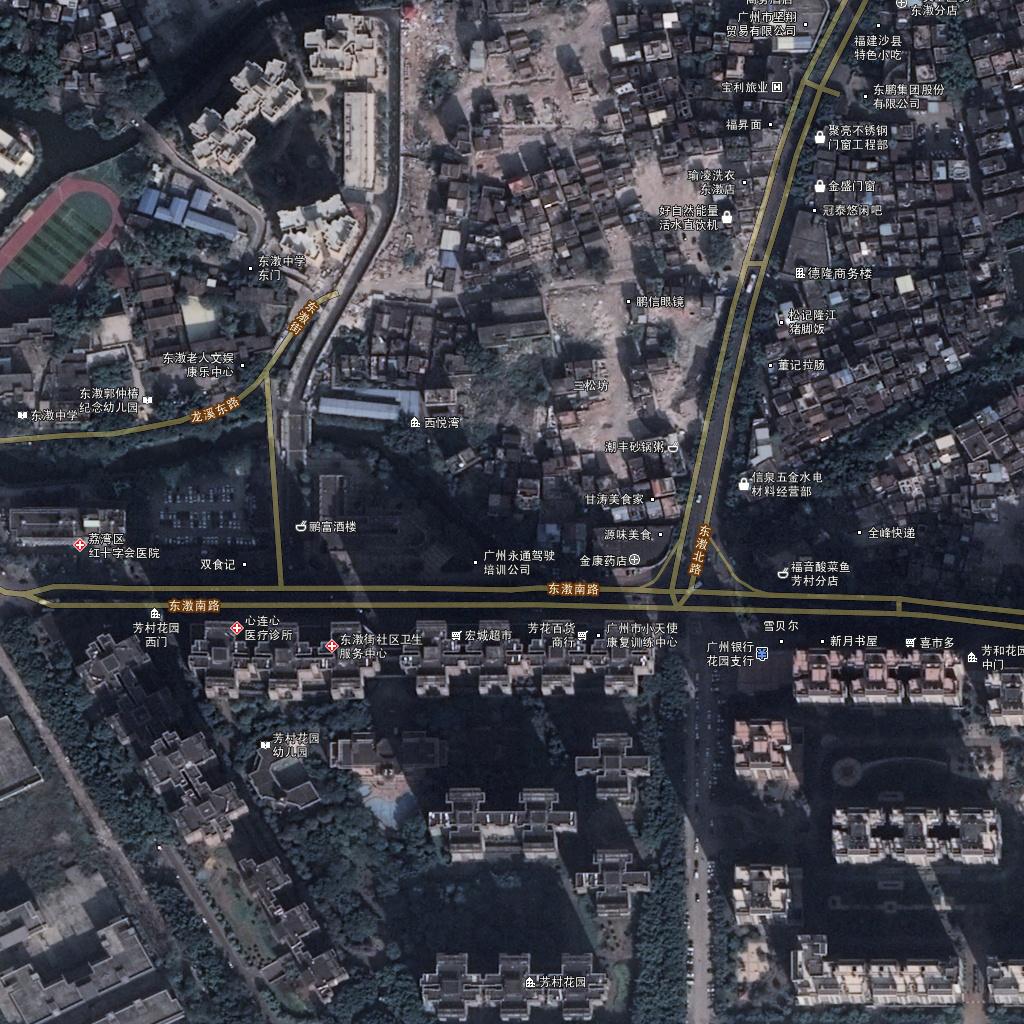 东漖分店
广州市坚翔
贸易有限公司
福建沙县
特色小吃
宝利旅业
东鹏集团股份
有限公司
福昇面
聚亮不锈钢
门窗工程部
瑜凌洗衣
东漖店
金盛门窗
好自然能量
活水直饮机
冠泰悠闲吧
东漖中学
东门
德隆商务楼
鹏信眼镜
东漖街
松记隆江
猪脚饭
东漖老人文娱
康乐中心
董记拉肠
三松坊
东漖郭仲椿
纪念幼儿园
东漖中学
龙溪东路
西悦湾
潮丰砂锅粥
信泉五金水电
材料经营部
甘涛美食家
鹏富酒楼
源味美食
全峰快递
荔湾区
红十字会医院
东漖北路
双食记
广州永通驾驶
培训公司
金康药店
福音酸菜鱼
芳村分店
东漖南路
东漖南路
芳村花园
西门
心连心
医疗诊所
东漖街社区卫生
服务中心
宏城超市
芳花百货
商行
广州市小天使
康复训练中心
雪贝尔
广州银行
花园支行
新月书屋
喜市多
芳和花园
中门
芳村花园
幼儿园
芳村花园